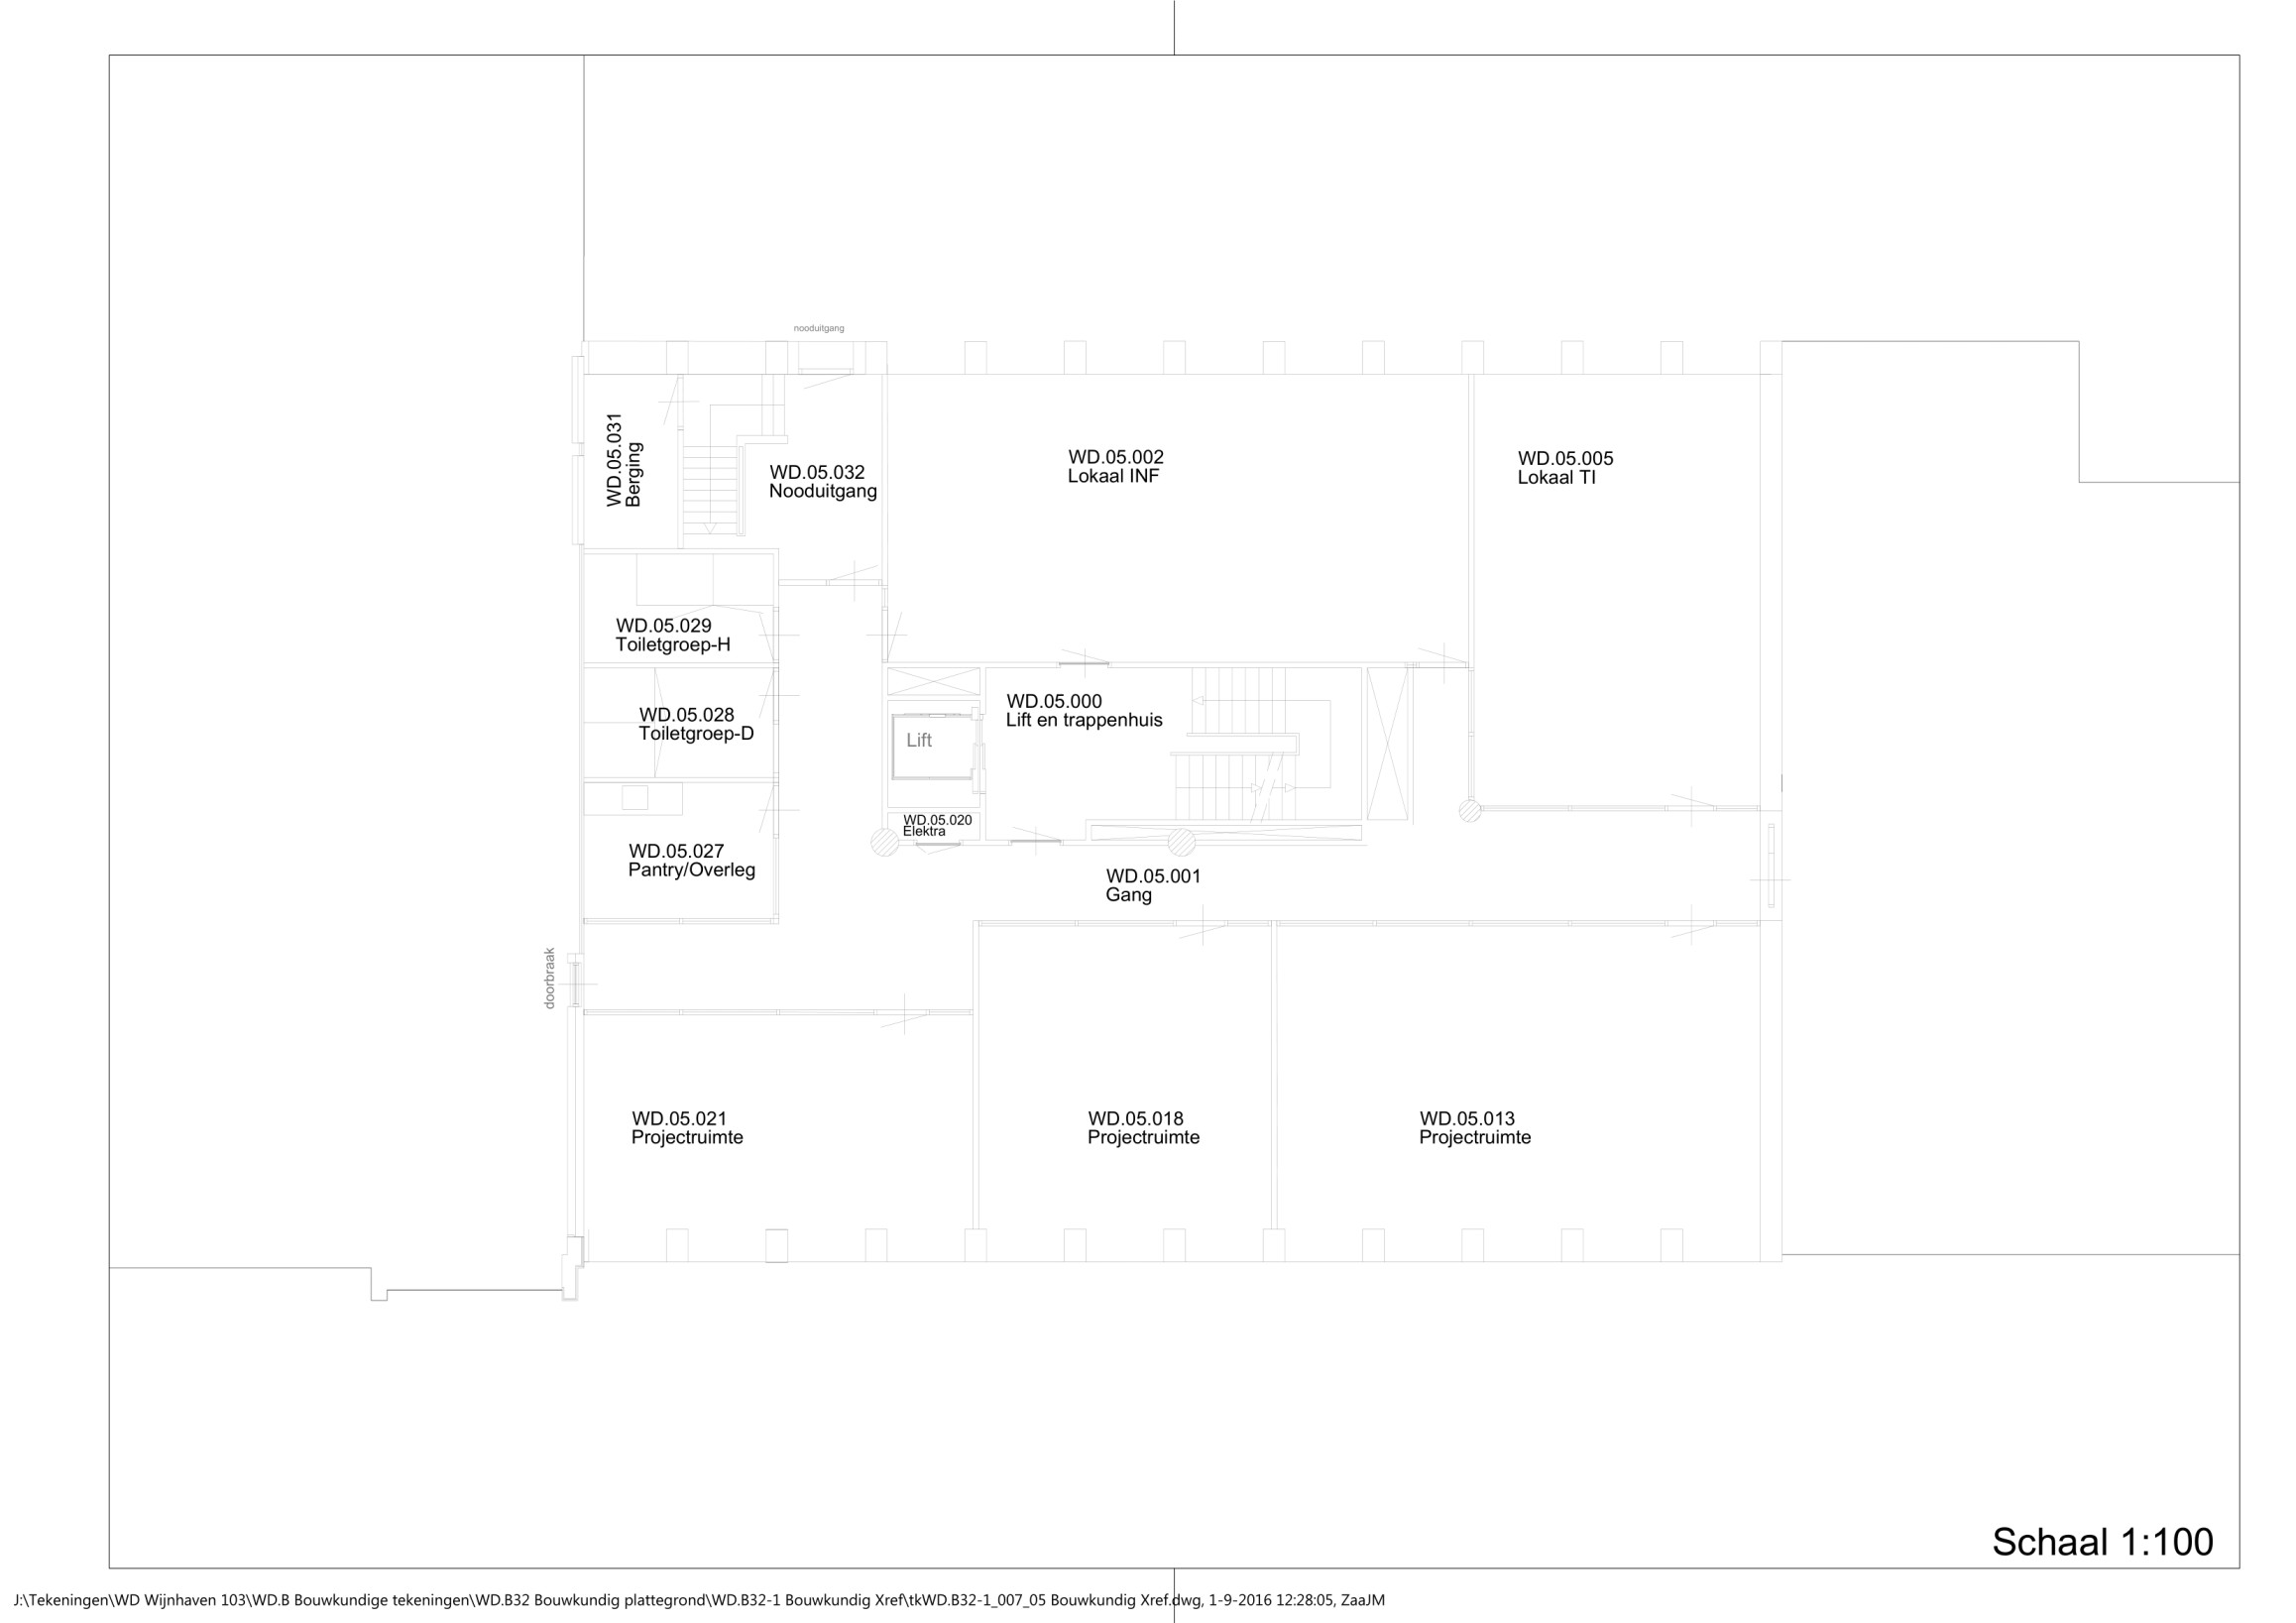 nooduitgang
WD.05.031
Berging
WD.05.032
Nooduitgang
WD.05.002
Lokaal INF
WD.05.005
Lokaal TI
WD.05.029
Toiletgroep-H
WD.05.028
Toiletgroep-D
WD.05.000
Lift en trappenhuis
Lift
WD.05.020
Elektra
WD.05.027
Pantry/Overleg
WD.05.001
Gang
doorbraak
WD.05.021
Projectruimte
WD.05.018
Projectruimte
WD.05.013
Projectruimte
Schaal 1:100
J:\Tekeningen\WD Wijnhaven 103\WD.B Bouwkundige tekeningen\WD.B32 Bouwkundig plattegrond\WD.B32-1 Bouwkundig Xref\tkWD.B32-1_007_05 Bouwkundig Xref.dwg, 1-9-2016 12:28:05, ZaaJM